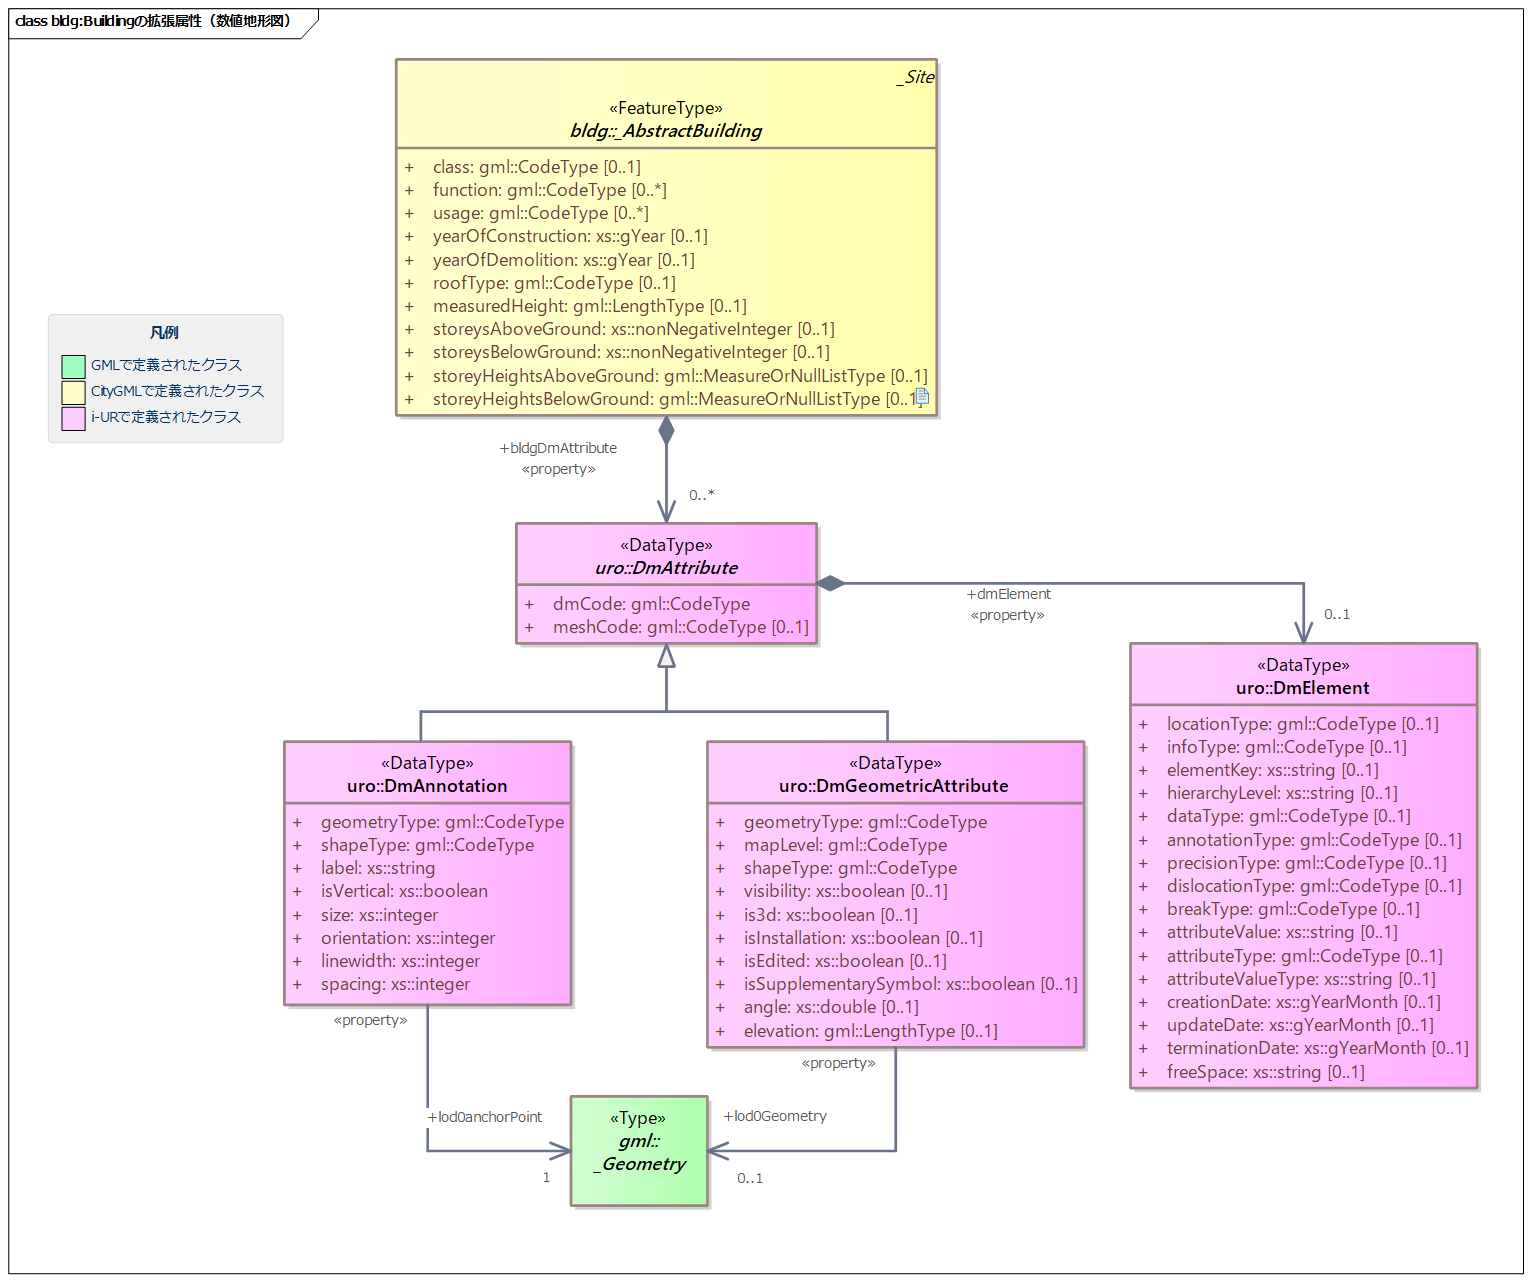 class bldg:Buildingの拡張属性（数値地形図）
_Site
«FeatureType»
bldg::_AbstractBuilding
+ class: gml::CodeType [0..1]
+ function: gml::CodeType [0..*]
+ usage: gml::CodeType [0..*]
+ yearOfConstruction: xs::gYear [0..1]
+ yearOfDemolition: xs::gYear [0..1]
+ roofType: gml::CodeType [0..1]
+ measuredHeight: gml::LengthType [0..1]
+ storeysAboveGround: xs::nonNegativeInteger [0..1]
+ storeysBelowGround: xs::nonNegativeInteger [0..1]
+ storeyHeightsAboveGround: gml::MeasureOrNullListType [0..1]
+ storeyHeightsBelowGround: gml::MeasureOrNullListType [0..1]
凡例
GMLで定義されたクラス
CityGMLで定義されたクラス
i-URで定義されたクラス
+bldgDmAttribute
«property»
0..*
«DataType»
uro::DmAttribute
+ dmCode: gml::CodeType
+ meshCode: gml::CodeType [0..1]
+dmElement
«property»
0..1
«DataType»
uro::DmElement
+ locationType: gml::CodeType [0..1]
+ infoType: gml::CodeType [0..1]
+ elementKey: xs::string [0..1]
+ hierarchyLevel: xs::string [0..1]
+ dataType: gml::CodeType [0..1]
+ annotationType: gml::CodeType [0..1]
+ precisionType: gml::CodeType [0..1]
+ dislocationType: gml::CodeType [0..1]
+ breakType: gml::CodeType [0..1]
+ attributeValue: xs::string [0..1]
+ attributeType: gml::CodeType [0..1]
+ attributeValueType: xs::string [0..1]
+ creationDate: xs::gYearMonth [0..1]
+ updateDate: xs::gYearMonth [0..1]
+ terminationDate: xs::gYearMonth [0..1]
+ freeSpace: xs::string [0..1]
«DataType»
uro::DmAnnotation
+ geometryType: gml::CodeType
+ shapeType: gml::CodeType
+ label: xs::string
+ isVertical: xs::boolean
+ size: xs::integer
+ orientation: xs::integer
+ linewidth: xs::integer
+ spacing: xs::integer
«DataType»
uro::DmGeometricAttribute
+ geometryType: gml::CodeType
+ mapLevel: gml::CodeType
+ shapeType: gml::CodeType
+ visibility: xs::boolean [0..1]
+ is3d: xs::boolean [0..1]
+ isInstallation: xs::boolean [0..1]
+ isEdited: xs::boolean [0..1]
+ isSupplementarySymbol: xs::boolean [0..1]
+ angle: xs::double [0..1]
+ elevation: gml::LengthType [0..1]
«property»
+lod0anchorPoint
1
«property»
+lod0Geometry
0..1
«Type»
gml::
_Geometry